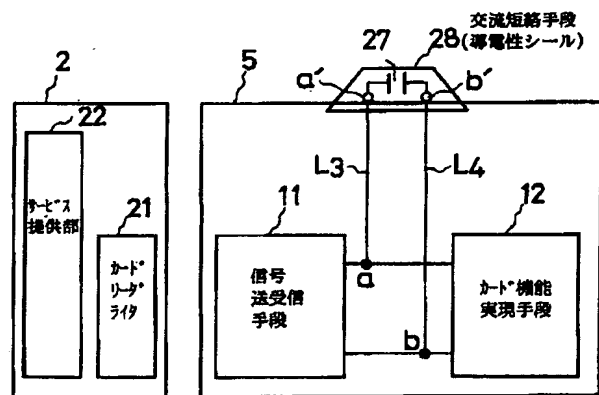 交流短絡手段
27 28(導電性シール)
2 5 a′ b′
22
L3 L4
21 11 12
サービス
提供部
カード
リーダ
ライタ
信号
送受信
手段
a
カード機能
実現手段
b